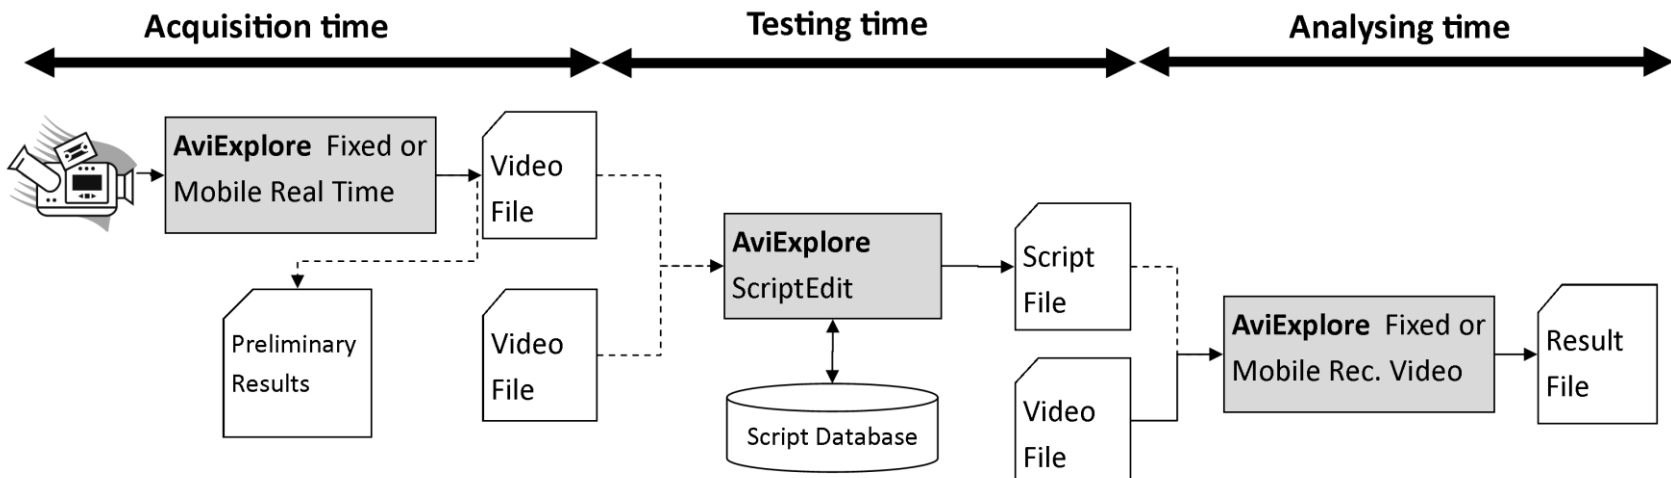 Acquisition time
Testing time
Analysing time
AviExplore Fixed or
Mobile Real Time
Video
File
Preliminary
Results
Video
File
AviExplore
ScriptEdit
Script Database
Script
File
Video
File
AviExplore Fixed or
Mobile Rec. Video
Result
File